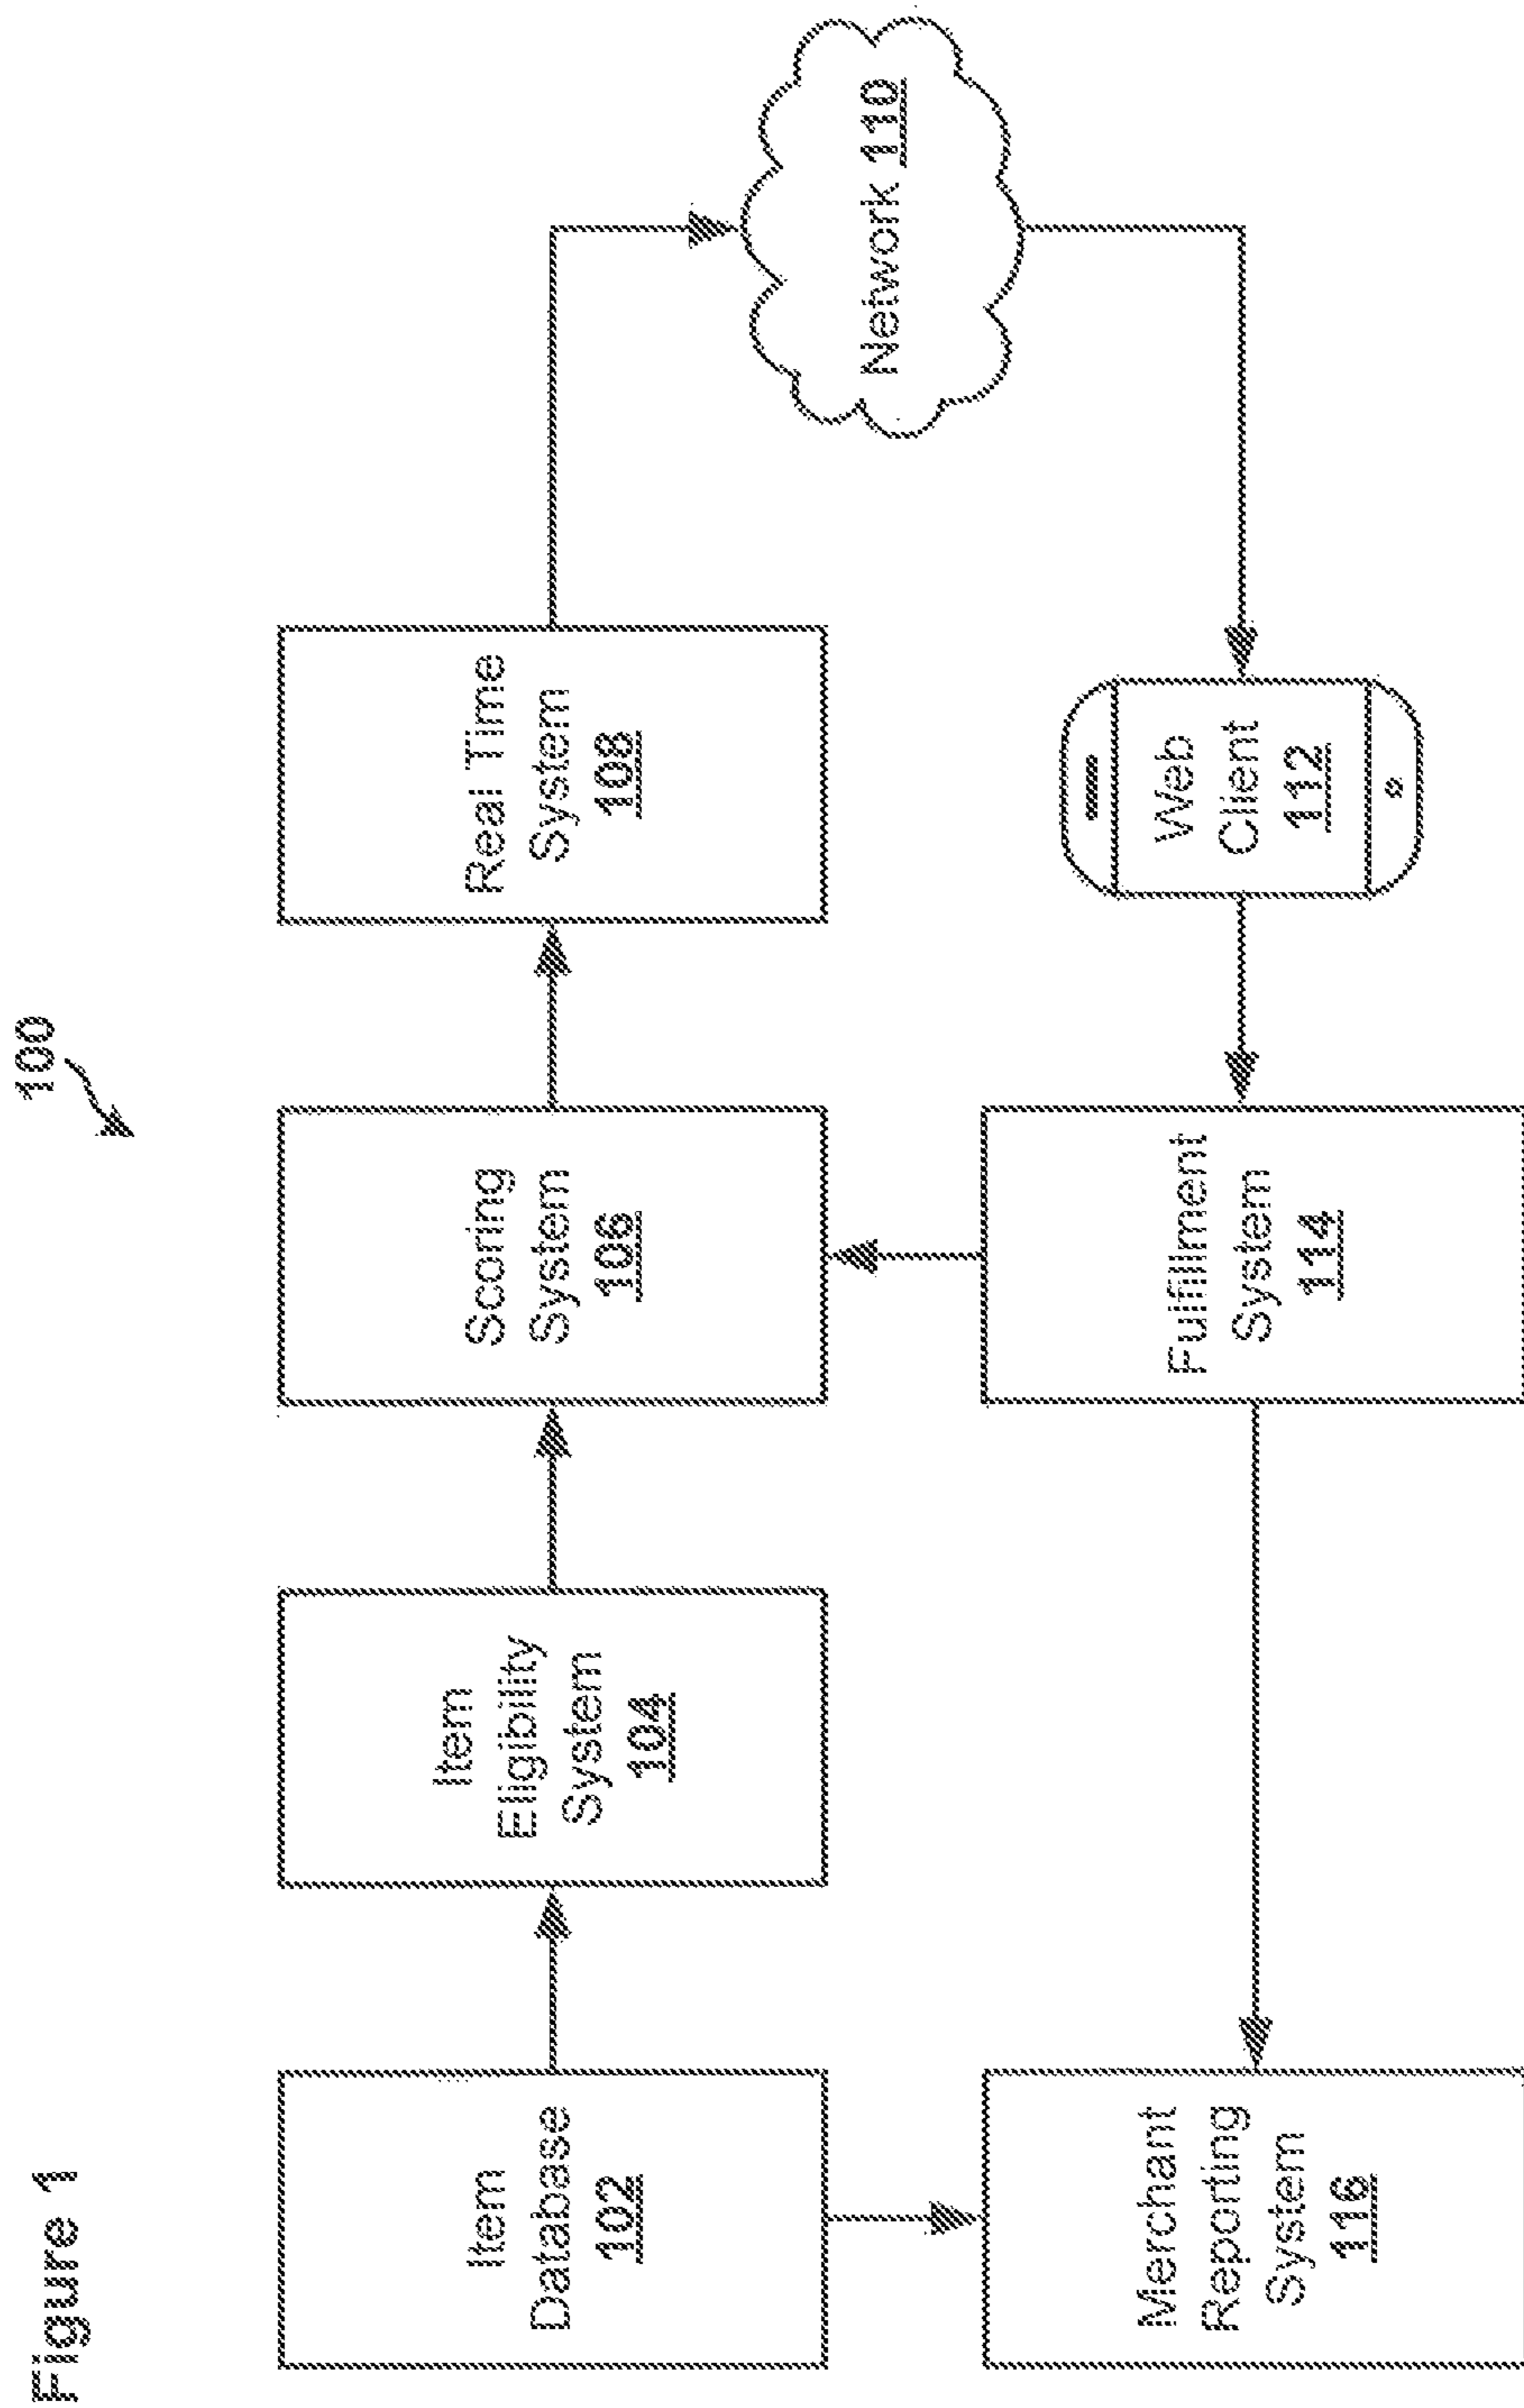 Figure 1
100
Item
Database
102
Item
Eligibility
System
104
Scoring
System
106
Real Time
System
108
Network 110
Merchant
Reporting
System
116
Fulfillment
System
114
Web
Client
112